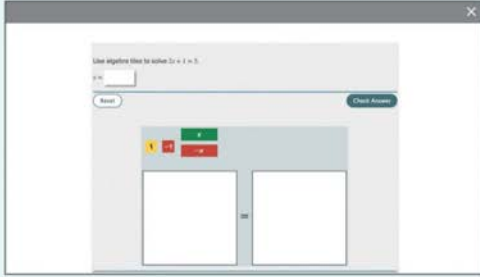 Use algebra tiles to solve 2x + 1 = 5.
x =
Reset
Check Answer
x
1 -1
-x
=